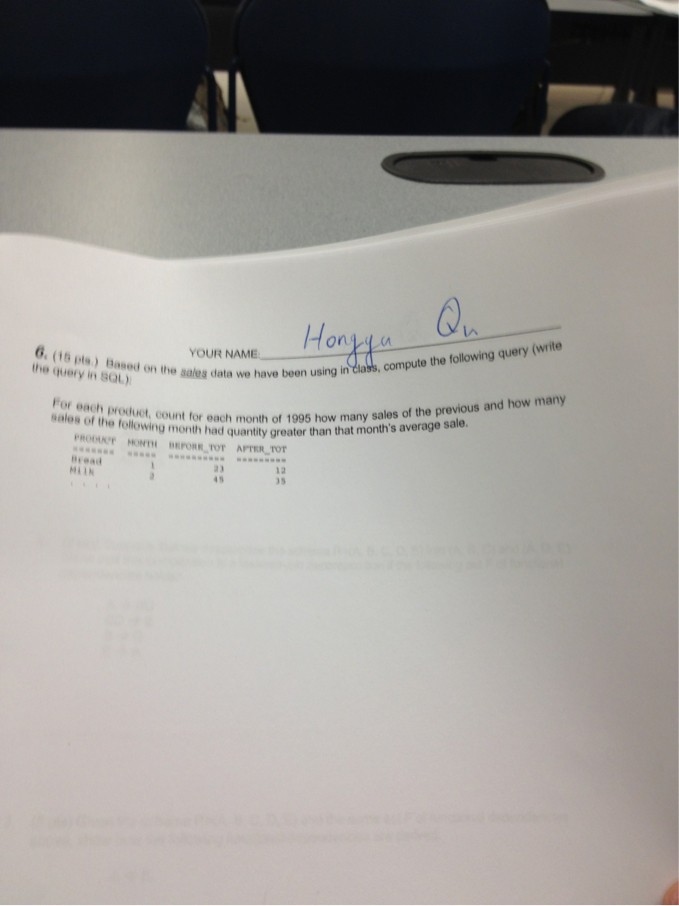 YOUR NAME: Hongyu Qu
6. (15 pts.) Based on the sales data we have been using in class, compute the following query (write
the query in SQL):
For each product, count for each month of 1995 how many sales of the previous and how many
sales of the following month had quantity greater than that month's average sale.
PRODUCT MONTH BEFORE_TOT AFTER_TOT
======= ===== ========== =========
Bread 1 23 12
Milk 2 45 35
. . . .